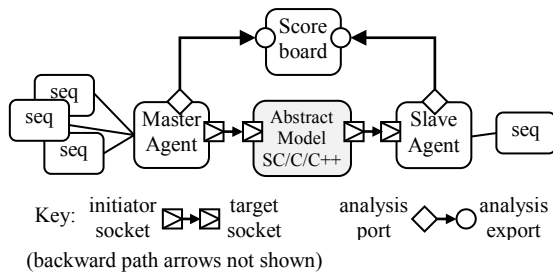 Score
board
seq
seq
seq
Master
Agent
Abstract
Model
SC/C/C++
Slave
Agent
seq
Key:
initiator
socket
target
socket
analysis
port
analysis
export
(backward path arrows not shown)